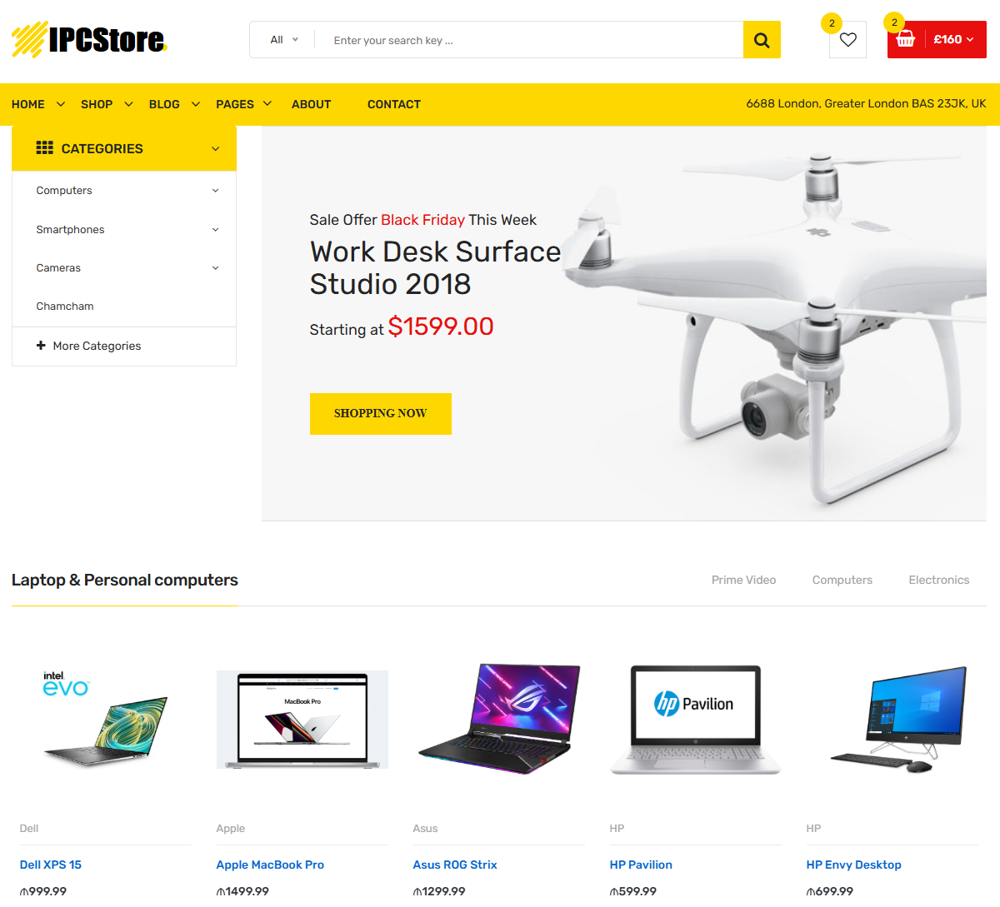 IPCStore.
All
Enter your search key ...
2
2
£160
HOME
SHOP
BLOG
PAGES
ABOUT
CONTACT
6688 London, Greater London BAS 23JK, UK
CATEGORIES
Computers
Smartphones
Cameras
Chamcham
More Categories
Sale Offer Black Friday This Week
Work Desk Surface
Studio 2018
Starting at $1599.00
SHOPPING NOW
Laptop & Personal computers
Prime Video
Computers
Electronics
intel.
evo
MacBook Pro
hp Pavilion
Dell
Apple
Asus
HP
HP
Dell XPS 15
Apple MacBook Pro
Asus ROG Strix
HP Pavilion
HP Envy Desktop
₼999.99
₼1499.99
₼1299.99
₼599.99
₼699.99